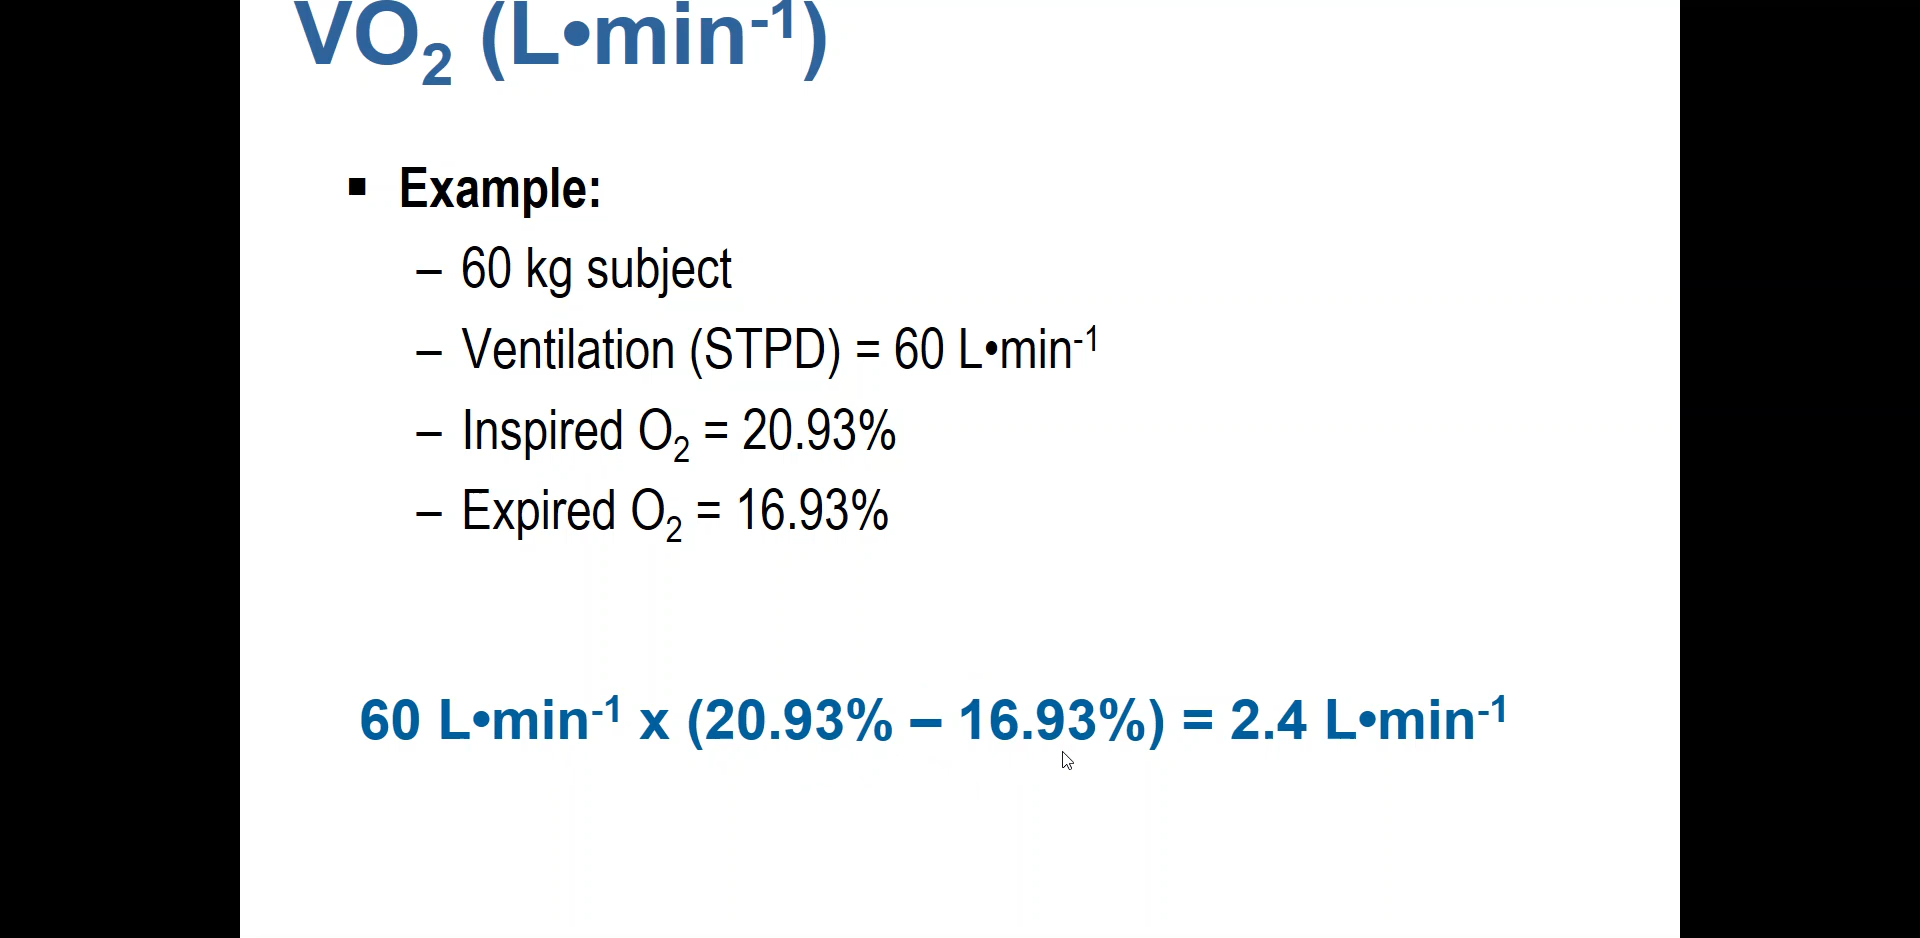 VO₂ (L•min⁻¹)
▪ Example:
– 60 kg subject
– Ventilation (STPD) = 60 L•min⁻¹
– Inspired O₂ = 20.93%
– Expired O₂ = 16.93%
60 L•min⁻¹ x (20.93% – 16.93%) = 2.4 L•min⁻¹